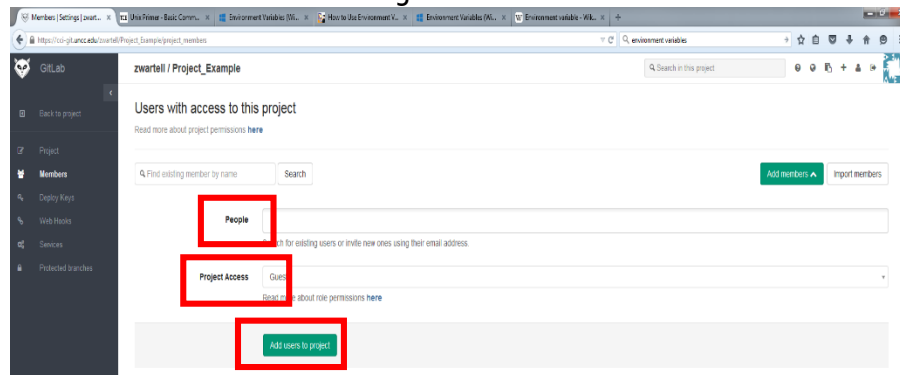 Members | Settings | zwart...
Unix Primer - Basic Comm...
Environment Variables (Wi...
How to Use Environment V...
Environment Variables (Wi...
Environment variable - Wik...
https://cci-git.uncc.edu/zwartell/Project_Example/project_members
environment variables
GitLab
zwartell / Project_Example
Search in this project
Back to project
Users with access to this project
Read more about project permissions here
Project
Members
Find existing member by name
Search
Add members
Import members
Deploy Keys
Web Hooks
People
for existing users or invite new ones using their email address.
Services
Protected branches
Project Access
Gues
Read more about role permissions here
Add users to project